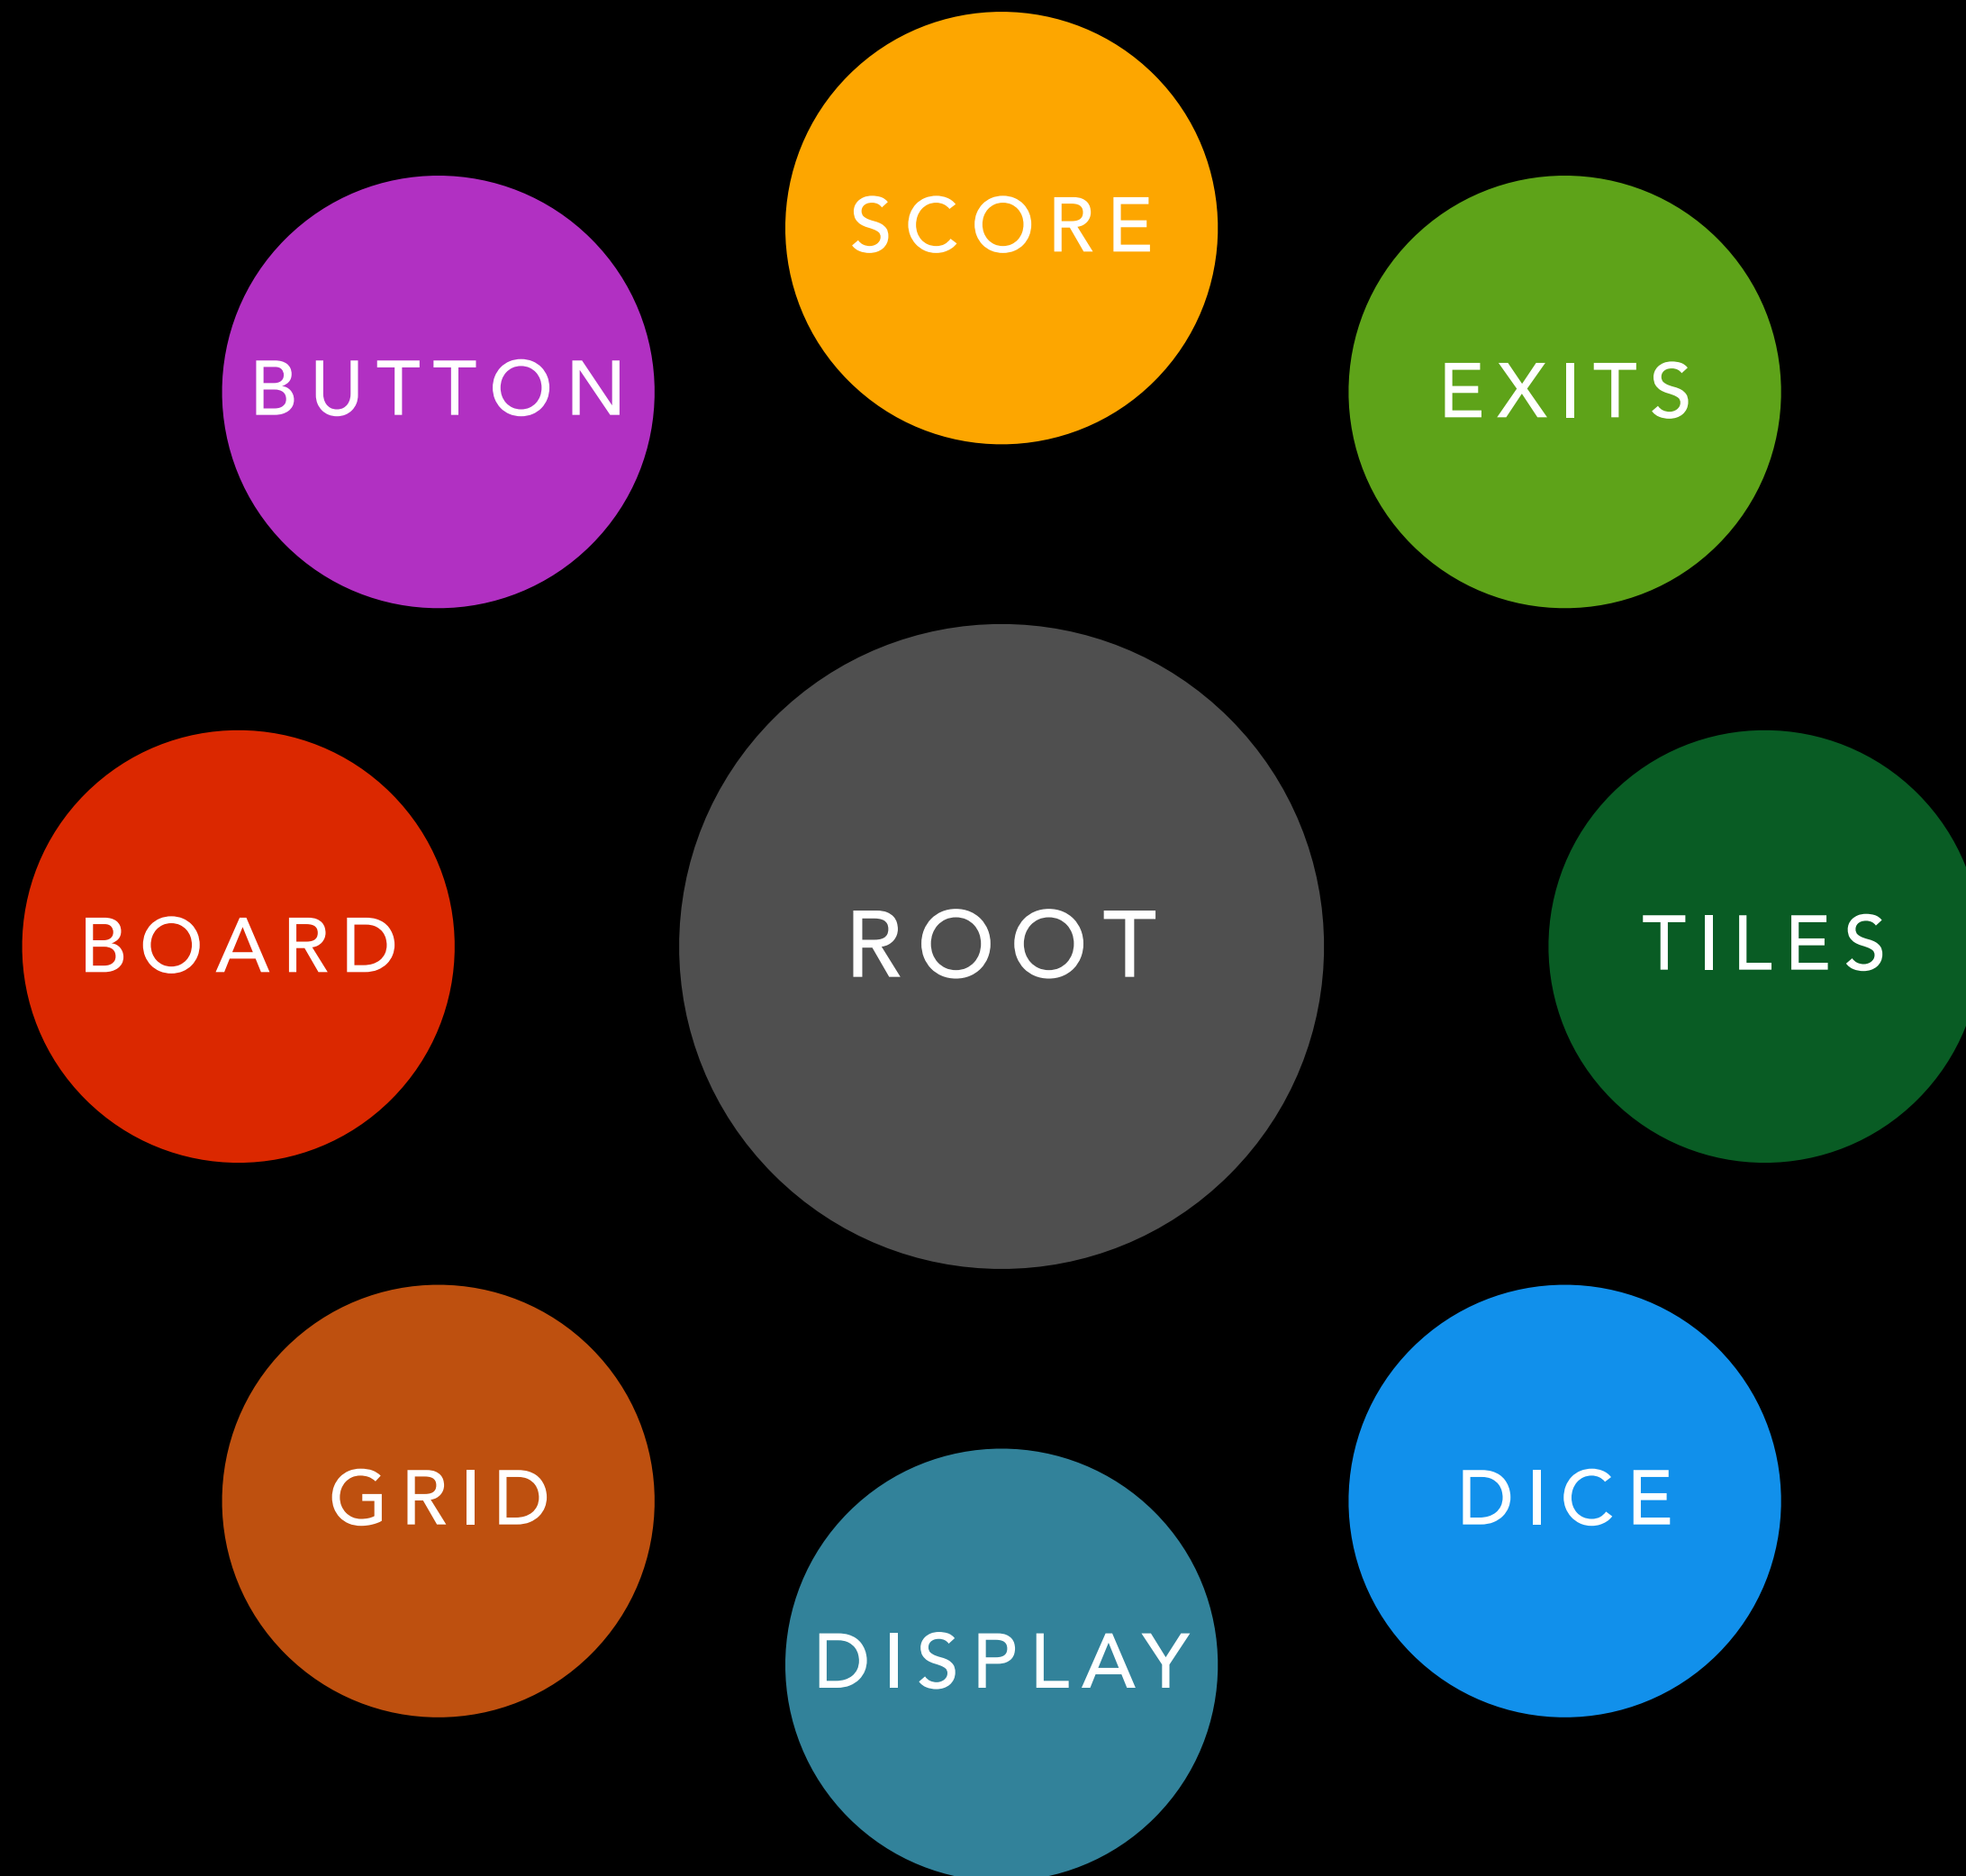 SCORE
BUTTON
EXITS
BOARD
ROOT
TILES
GRID
DICE
DISPLAY